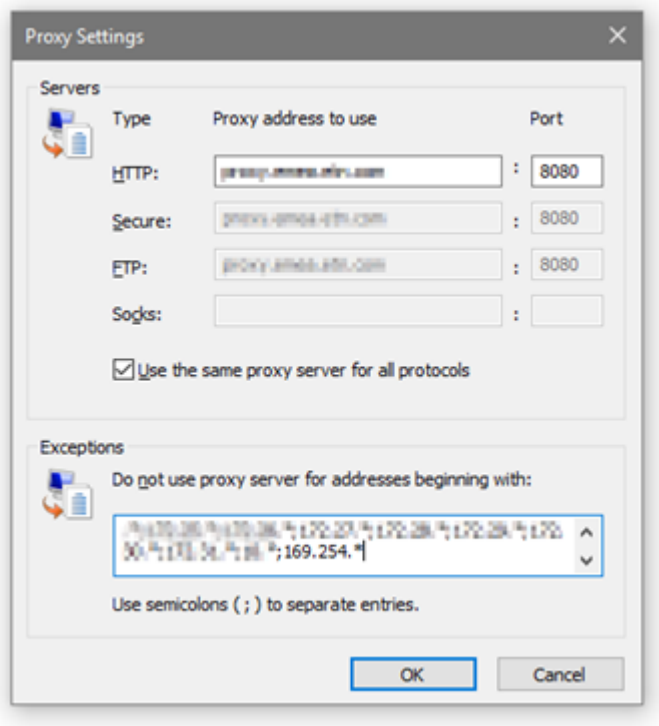 Proxy Settings
Servers
Type Proxy address to use Port
HTTP: : 8080
Secure: : 8080
FTP: : 8080
Socks: :
Use the same proxy server for all protocols
Exceptions
Do not use proxy server for addresses beginning with:
;169.254.*
Use semicolons ( ; ) to separate entries.
OK Cancel